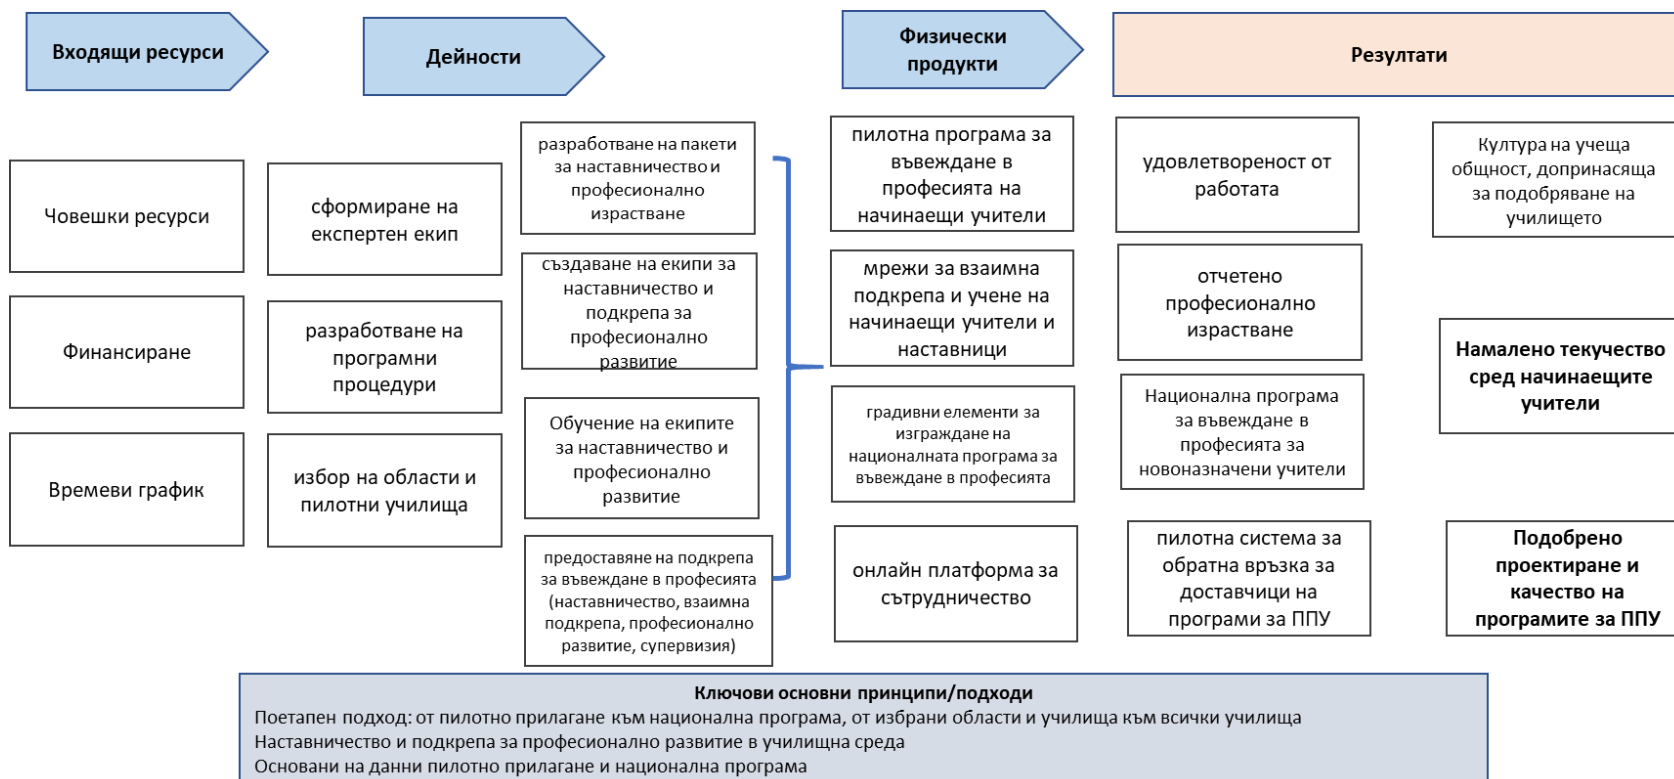 Входящи ресурси
Дейности
Физически
продукти
Резултати
Човешки ресурси
Финансиране
Времеви график
сформиране на
експертен екип
разработване на
програмни
процедури
избор на области и
пилотни училища
разработване на пакети
за наставничество и
професионално
израстване
създаване на екипи за
наставничество и
подкрепа за
професионално
развитие
Обучение на екипите
за наставничество и
професионално
развитие
предоставяне на подкрепа
за въвеждане в професията
(наставничество, взаимна
подкрепа, професионално
развитие, супервизия)
пилотна програма за
въвеждане в
професията на
начинаещи учители
мрежи за взаимна
подкрепа и учене на
начинаещи учители и
наставници
градивни елементи за
изграждане на
националната програма за
въвеждане в професията
онлайн платформа за
сътрудничество
удовлетвореност от
работата
отчетено
професионално
израстване
Национална програма
за въвеждане в
професията за
новоназначени учители
пилотна система за
обратна връзка за
доставчици на
програми за ППУ
Култура на учеща
общност, допринасяща
за подобряване на
училището
Намалено текучество
сред начинаещите
учители
Подобрено
проектиране и
качество на
програмите за ППУ
Ключови основни принципи/подходи
Поетапен подход: от пилотно прилагане към национална програма, от избрани области и училища към всички училища
Наставничество и подкрепа за професионално развитие в училищна среда
Основани на данни пилотно прилагане и национална програма